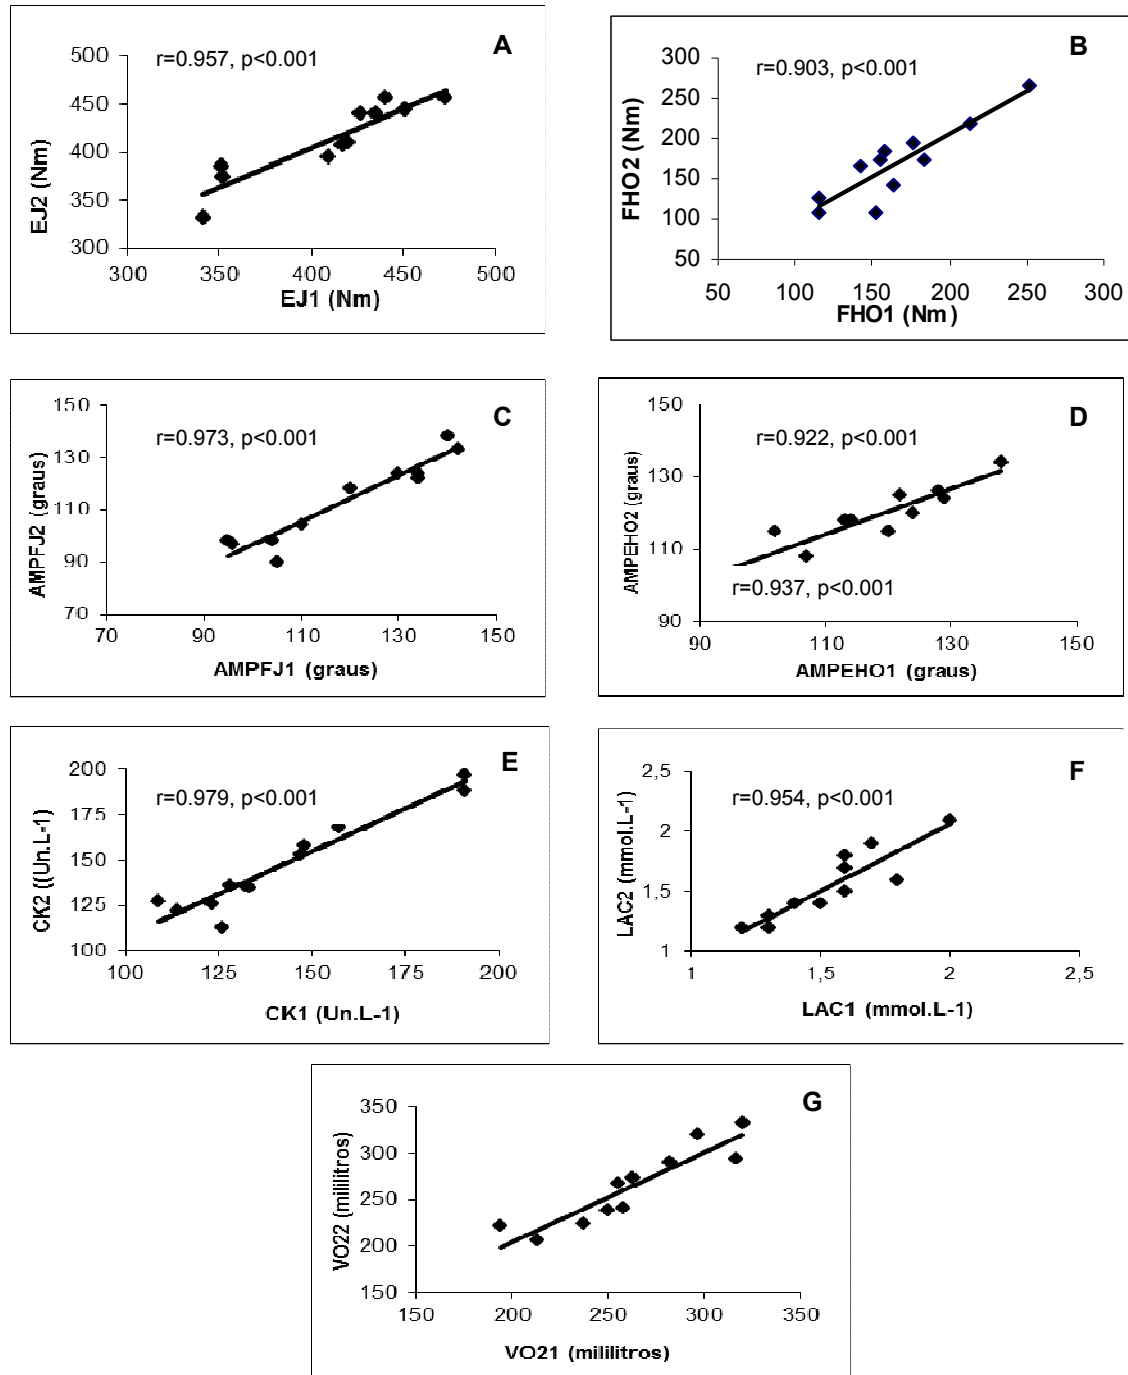 A
r=0.957, p<0.001
500
450
400
350
300
EJ2 (Nm)
300 350 400 450 500
EJ1 (Nm)
B
r=0.903, p<0.001
300
250
200
150
100
50
FHO2 (Nm)
50 100 150 200 250 300
FHO1 (Nm)
C
r=0.973, p<0.001
150
130
110
90
70
AMPFJ2 (graus)
70 90 110 130 150
AMPFJ1 (graus)
D
r=0.922, p<0.001
150
130
110
90
AMPEHO2 (graus)
r=0.937, p<0.001
90 110 130 150
AMPEHO1 (graus)
E
r=0.979, p<0.001
200
175
150
125
100
CK2 ((Un.L-1)
100 125 150 175 200
CK1 (Un.L-1)
F
r=0.954, p<0.001
2,5
2
1,5
1
LAC2 (mmol.L-1)
1 1,5 2 2,5
LAC1 (mmol.L-1)
G
350
300
250
200
150
VO22 (mililitros)
150 200 250 300 350
VO21 (mililitros)